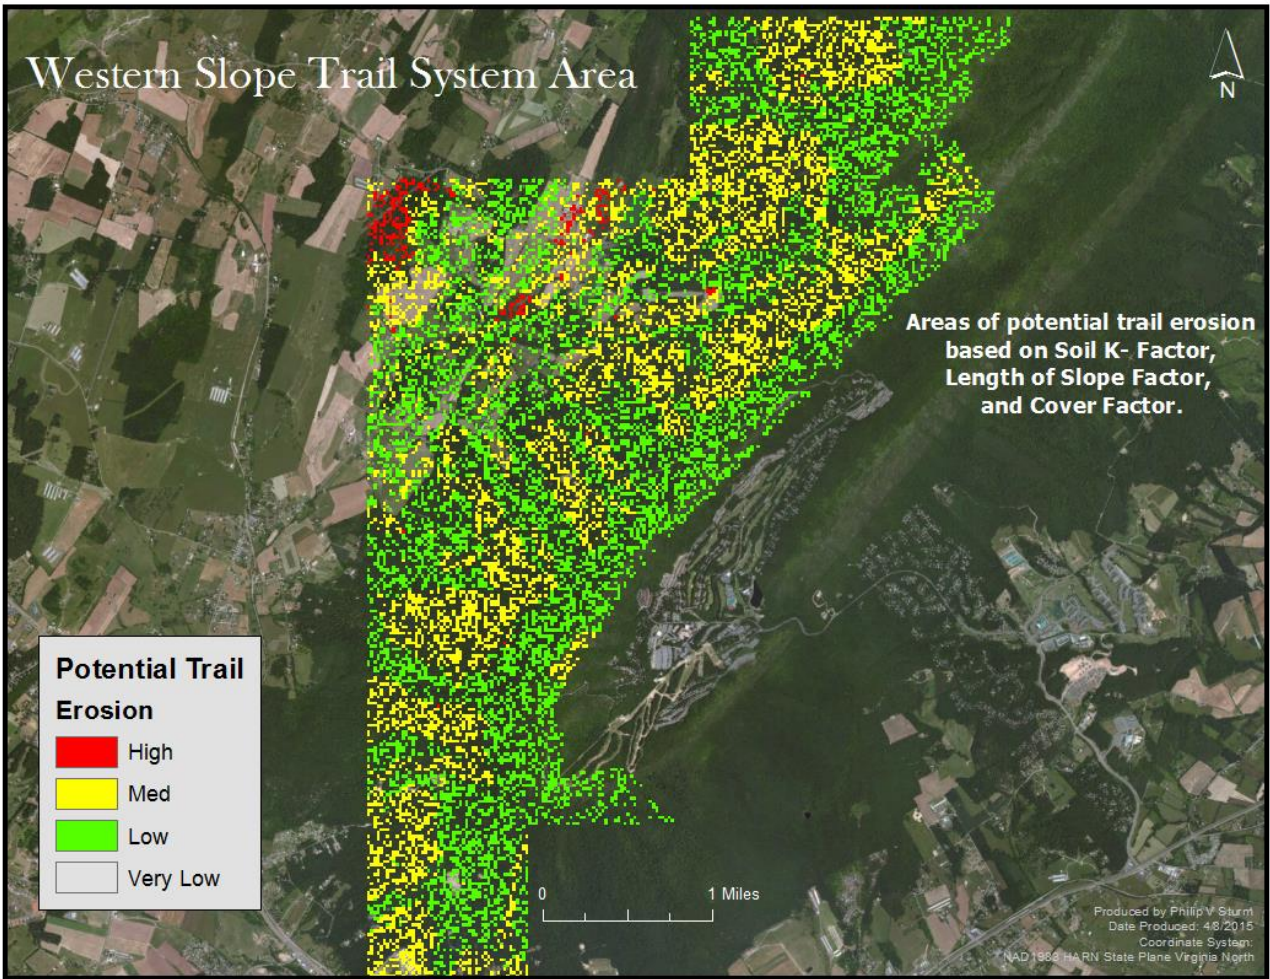 Western Slope Trail System Area
N
Areas of potential trail erosion
based on Soil K- Factor,
Length of Slope Factor,
and Cover Factor.
Potential Trail
Erosion
High
Med
Low
Very Low
0 1 Miles
Produced by Philip V Sturm
Date Produced: 4/8/2015
Coordinate System:
NAD 1983 HARN State Plane Virginia North